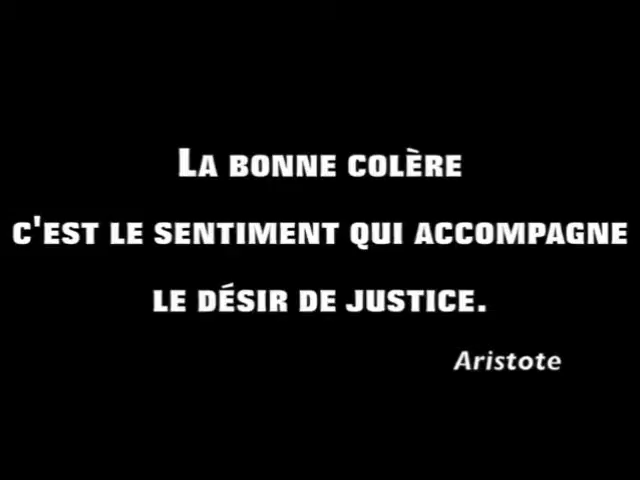 La bonne colère
c'est le sentiment qui accompagne
le désir de justice.
Aristote